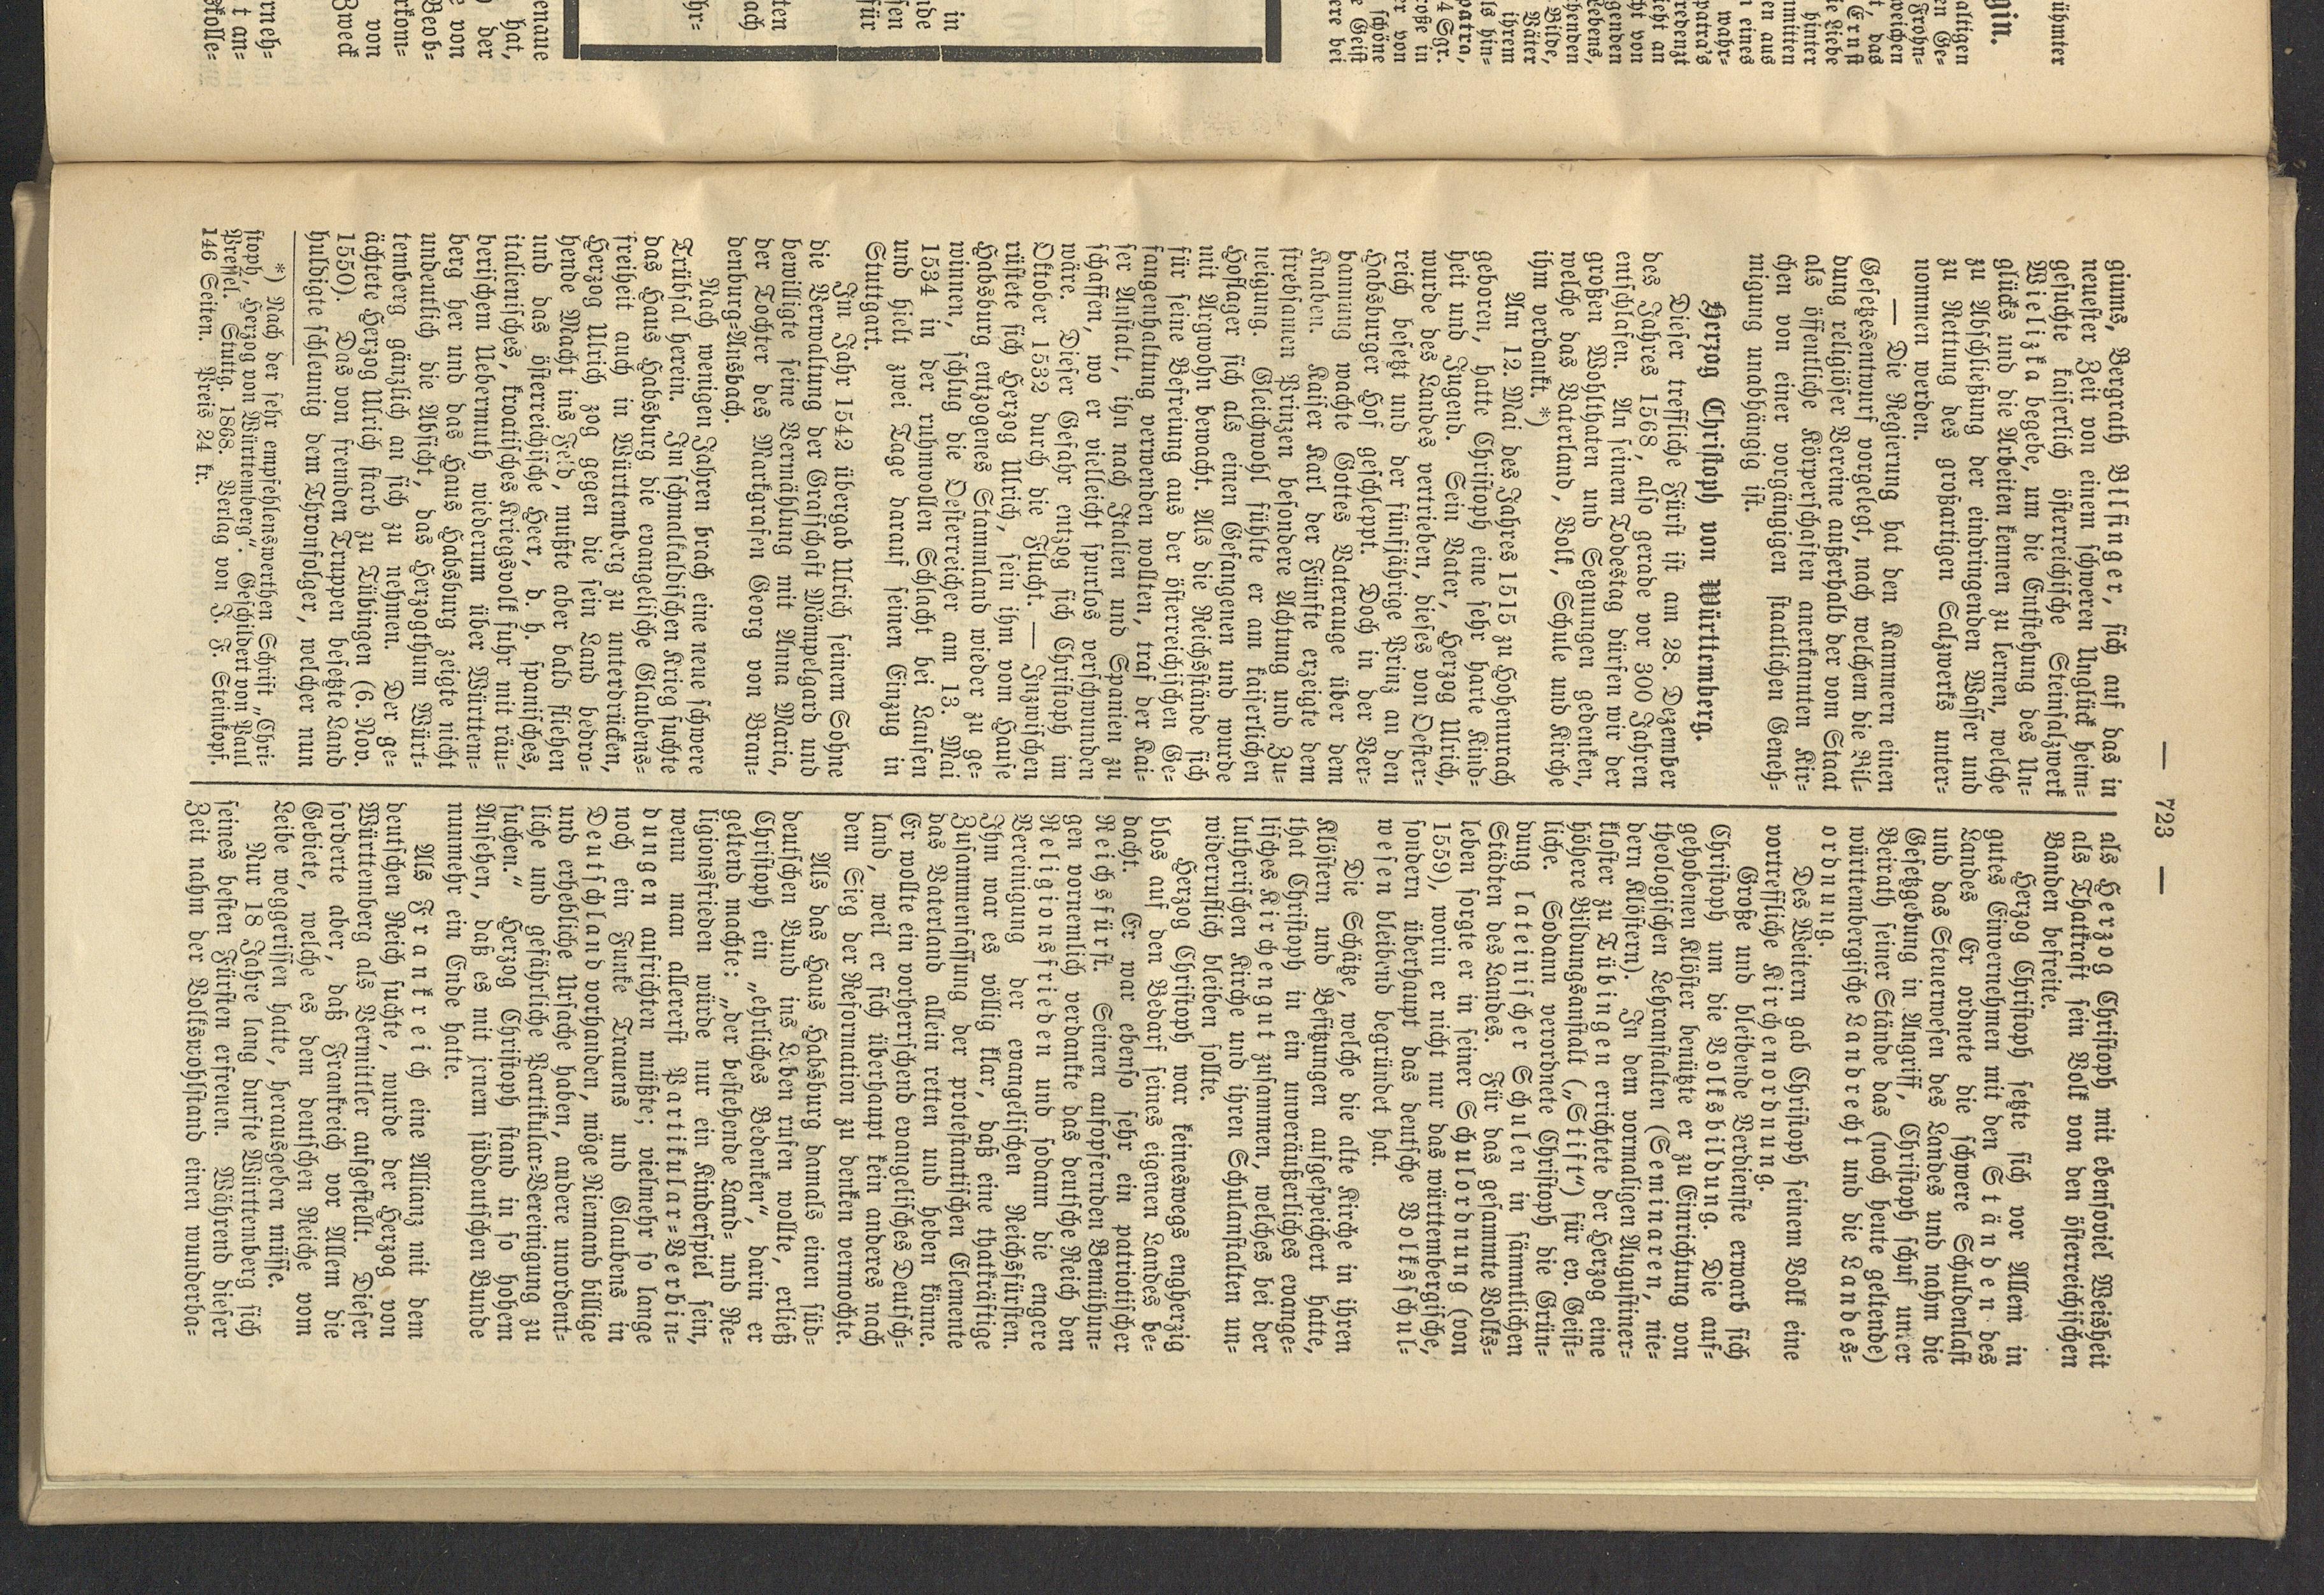 — 723 —
giums, Bergrath Bilfinger, sich auf das in
neuester Zeit von einem schweren Unglück heim-
gesuchte kaiserlich österreichische Steinsalzwerk
Wielizka begebe, um die Entstehung des Un-
glücks und die Arbeiten kennen zu lernen, welche
zu Abschließung der eindringenden Wasser und
zu Rettung des großartigen Salzwerks unter-
nommen werden.
— Die Regierung hat den Kammern einen
Gesetzesentwurf vorgelegt, nach welchem die Bil-
dung religiöser Vereine außerhalb der vom Staat
als öffentliche Körperschaften anerkannten Kir-
chen von einer vorgängigen staatlichen Geneh-
migung unabhängig ist.
Herzog Christoph von Württemberg.
Dieser treffliche Fürst ist am 28. Dezember
des Jahres 1568, also gerade vor 300 Jahren
entschlafen. An seinem Todestag dürfen wir der
großen Wohlthaten und Segnungen gedenken,
welche das Vaterland, Volk, Schule und Kirche
ihm verdankt. *)
Am 12. Mai des Jahres 1515 zu Hohenurach
geboren, hatte Christoph eine sehr harte Kind-
heit und Jugend. Sein Vater, Herzog Ulrich,
wurde des Landes vertrieben, dieses von Oester-
reich besetzt und der fünfjährige Prinz an den
Habsburger Hof geschleppt. Doch in der Ver-
bannung wachte Gottes Vaterauge über dem
Knaben. Kaiser Karl der Fünfte erzeigte dem
strebsamen Prinzen besondere Achtung und Zu-
neigung. Gleichwohl fühlte er am kaiserlichen
Hoflager sich als einen Gefangenen und wurde
mit Argwohn bewacht. Als die Reichsstände sich
für seine Befreiung aus der österreichischen Ge-
fangenhaltung verwenden wollten, traf der Kai-
ser Anstalt, ihn nach Italien und Spanien zu
schaffen, wo er vielleicht spurlos verschwunden
wäre. Dieser Gefahr entzog sich Christoph im
Oktober 1532 durch die Flucht. — Inzwischen
rüstete sich Herzog Ulrich, sein ihm vom Hause
Habsburg entzogenes Stammland wieder zu ge-
winnen, schlug die Oesterreicher am 13. Mai
1534 in der ruhmvollen Schlacht bei Laufen
und hielt zwei Tage darauf seinen Einzug in
Stuttgart.
Im Jahr 1542 übergab Ulrich seinem Sohne
die Verwaltung der Grafschaft Mömpelgard und
bewilligte seine Vermählung mit Anna Maria,
der Tochter des Markgrafen Georg von Bran-
denburg-Ansbach.
Nach wenigen Jahren brach eine neue schwere
Trübsal herein. Im schmalkaldischen Krieg suchte
das Haus Habsburg die evangelische Glaubens-
freiheit auch in Württemberg zu unterdrücken,
Herzog Ulrich zog gegen die sein Land bedro-
hende Macht ins Feld, mußte aber bald fliehen
und das österreichische Heer, d. h. spanisches,
italienisches, kroatisches Kriegsvolk fuhr mit räu-
berischem Uebermuth wiederum über Württem-
berg her und das Haus Habsburg zeigte nicht
undeutlich die Absicht, das Herzogthum Würt-
temberg gänzlich an sich zu nehmen. Der ge-
ächtete Herzog Ulrich starb zu Tübingen (6. Nov.
1550). Das von fremden Truppen besetzte Land
huldigte schleunig dem Thronfolger, welcher nun
*) Nach der sehr empfehlenswerthen Schrift „Chri-
stoph, Herzog von Württemberg". Geschildert von Paul
Pressel. Stuttg. 1868. Verlag von J. F. Steinkopf.
146 Seiten. Preis 24 kr.
als Herzog Christoph mit ebensoviel Weisheit
als Thatkraft sein Volk von den österreichischen
Banden befreite.
Herzog Christoph setzte sich vor Allem in
gutes Einvernehmen mit den Ständen des
Landes. Er ordnete die schwere Schuldenlast
und das Steuerwesen des Landes und nahm die
Gesetzgebung in Angriff, Christoph schuf unter
Beirath seiner Stände das (noch heute geltende)
württembergische Landrecht und die Landes-
ordnung.
Des Weitern gab Christoph seinem Volk eine
vortreffliche Kirchenordnung.
Große und bleibende Verdienste erwarb sich
Christoph um die Volksbildung. Die auf-
gehobenen Klöster benützte er zu Einrichtung von
theologischen Lehranstalten (Seminaren, nie-
dern Klöstern). In dem vormaligen Augustiner-
kloster zu Tübingen errichtete der Herzog eine
höhere Bildungsanstalt („Stift") für ev. Geist-
liche. Sodann verordnete Christoph die Grün-
dung lateinischer Schulen in sämmtlichen
Städten des Landes. Für das gesammte Volks-
leben sorgte er in seiner Schulordnung (von
1559), worin er nicht nur das württembergische,
sondern überhaupt das deutsche Volksschul-
wesen bleibend begründet hat.
Die Schätze, welche die alte Kirche in ihren
Klöstern und Besitzungen aufgespeichert hatte,
that Christoph in ein unveräußerliches evange-
lisches Kirchengut zusammen, welches bei der
lutherischen Kirche und ihren Schulanstalten un-
widerruflich bleiben sollte.
Herzog Christoph war keineswegs engherzig
blos auf den Bedarf seines eigenen Landes be-
dacht. Er war ebenso sehr ein patriotischer
Reichsfürst. Seinen aufopfernden Bemühun-
gen vornemlich verdankte das deutsche Reich den
Religionsfrieden und sodann die engere
Vereinigung der evangelischen Reichsfürsten.
Ihm war es völlig klar, daß eine thatkräftige
Zusammenfassung der protestantischen Elemente
das Vaterland allein retten und heben könne.
Er wollte ein vorherrschend evangelisches Deutsch-
land, weil er sich überhaupt kein anderes nach
dem Sieg der Reformation zu denken vermochte.
Als das Haus Habsburg damals einen süd-
deutschen Bund ins Leben rufen wollte, erließ
Christoph ein „ehrliches Bedenken", darin er
geltend machte: „der bestehende Land- und Re-
ligionsfrieden würde nur ein Kinderspiel sein,
wenn man allererst Partikular-Verbin-
dungen aufrichten müßte; vielmehr so lange
noch ein Funke Trauens und Glaubens in
Deutschland vorhanden, möge Niemand billige
und erhebliche Ursache haben, andere unordent-
liche und gefährliche Partikular-Vereinigung zu
suchen." Herzog Christoph stand in so hohem
Ansehen, daß es mit jenem süddeutschen Bunde
nunmehr ein Ende hatte.
Als Frankreich eine Allianz mit dem
deutschen Reich suchte, wurde der Herzog von
Württemberg als Vermittler aufgestellt. Dieser
forderte aber, daß Frankreich vor Allem die
Gebiete, welche es dem deutschen Reiche vom
Leibe weggerissen hatte, herausgeben müsse.
Nur 18 Jahre lang durfte Württemberg sich
seines besten Fürsten erfreuen. Während dieser
Zeit nahm der Volkswohlstand einen wunderba-